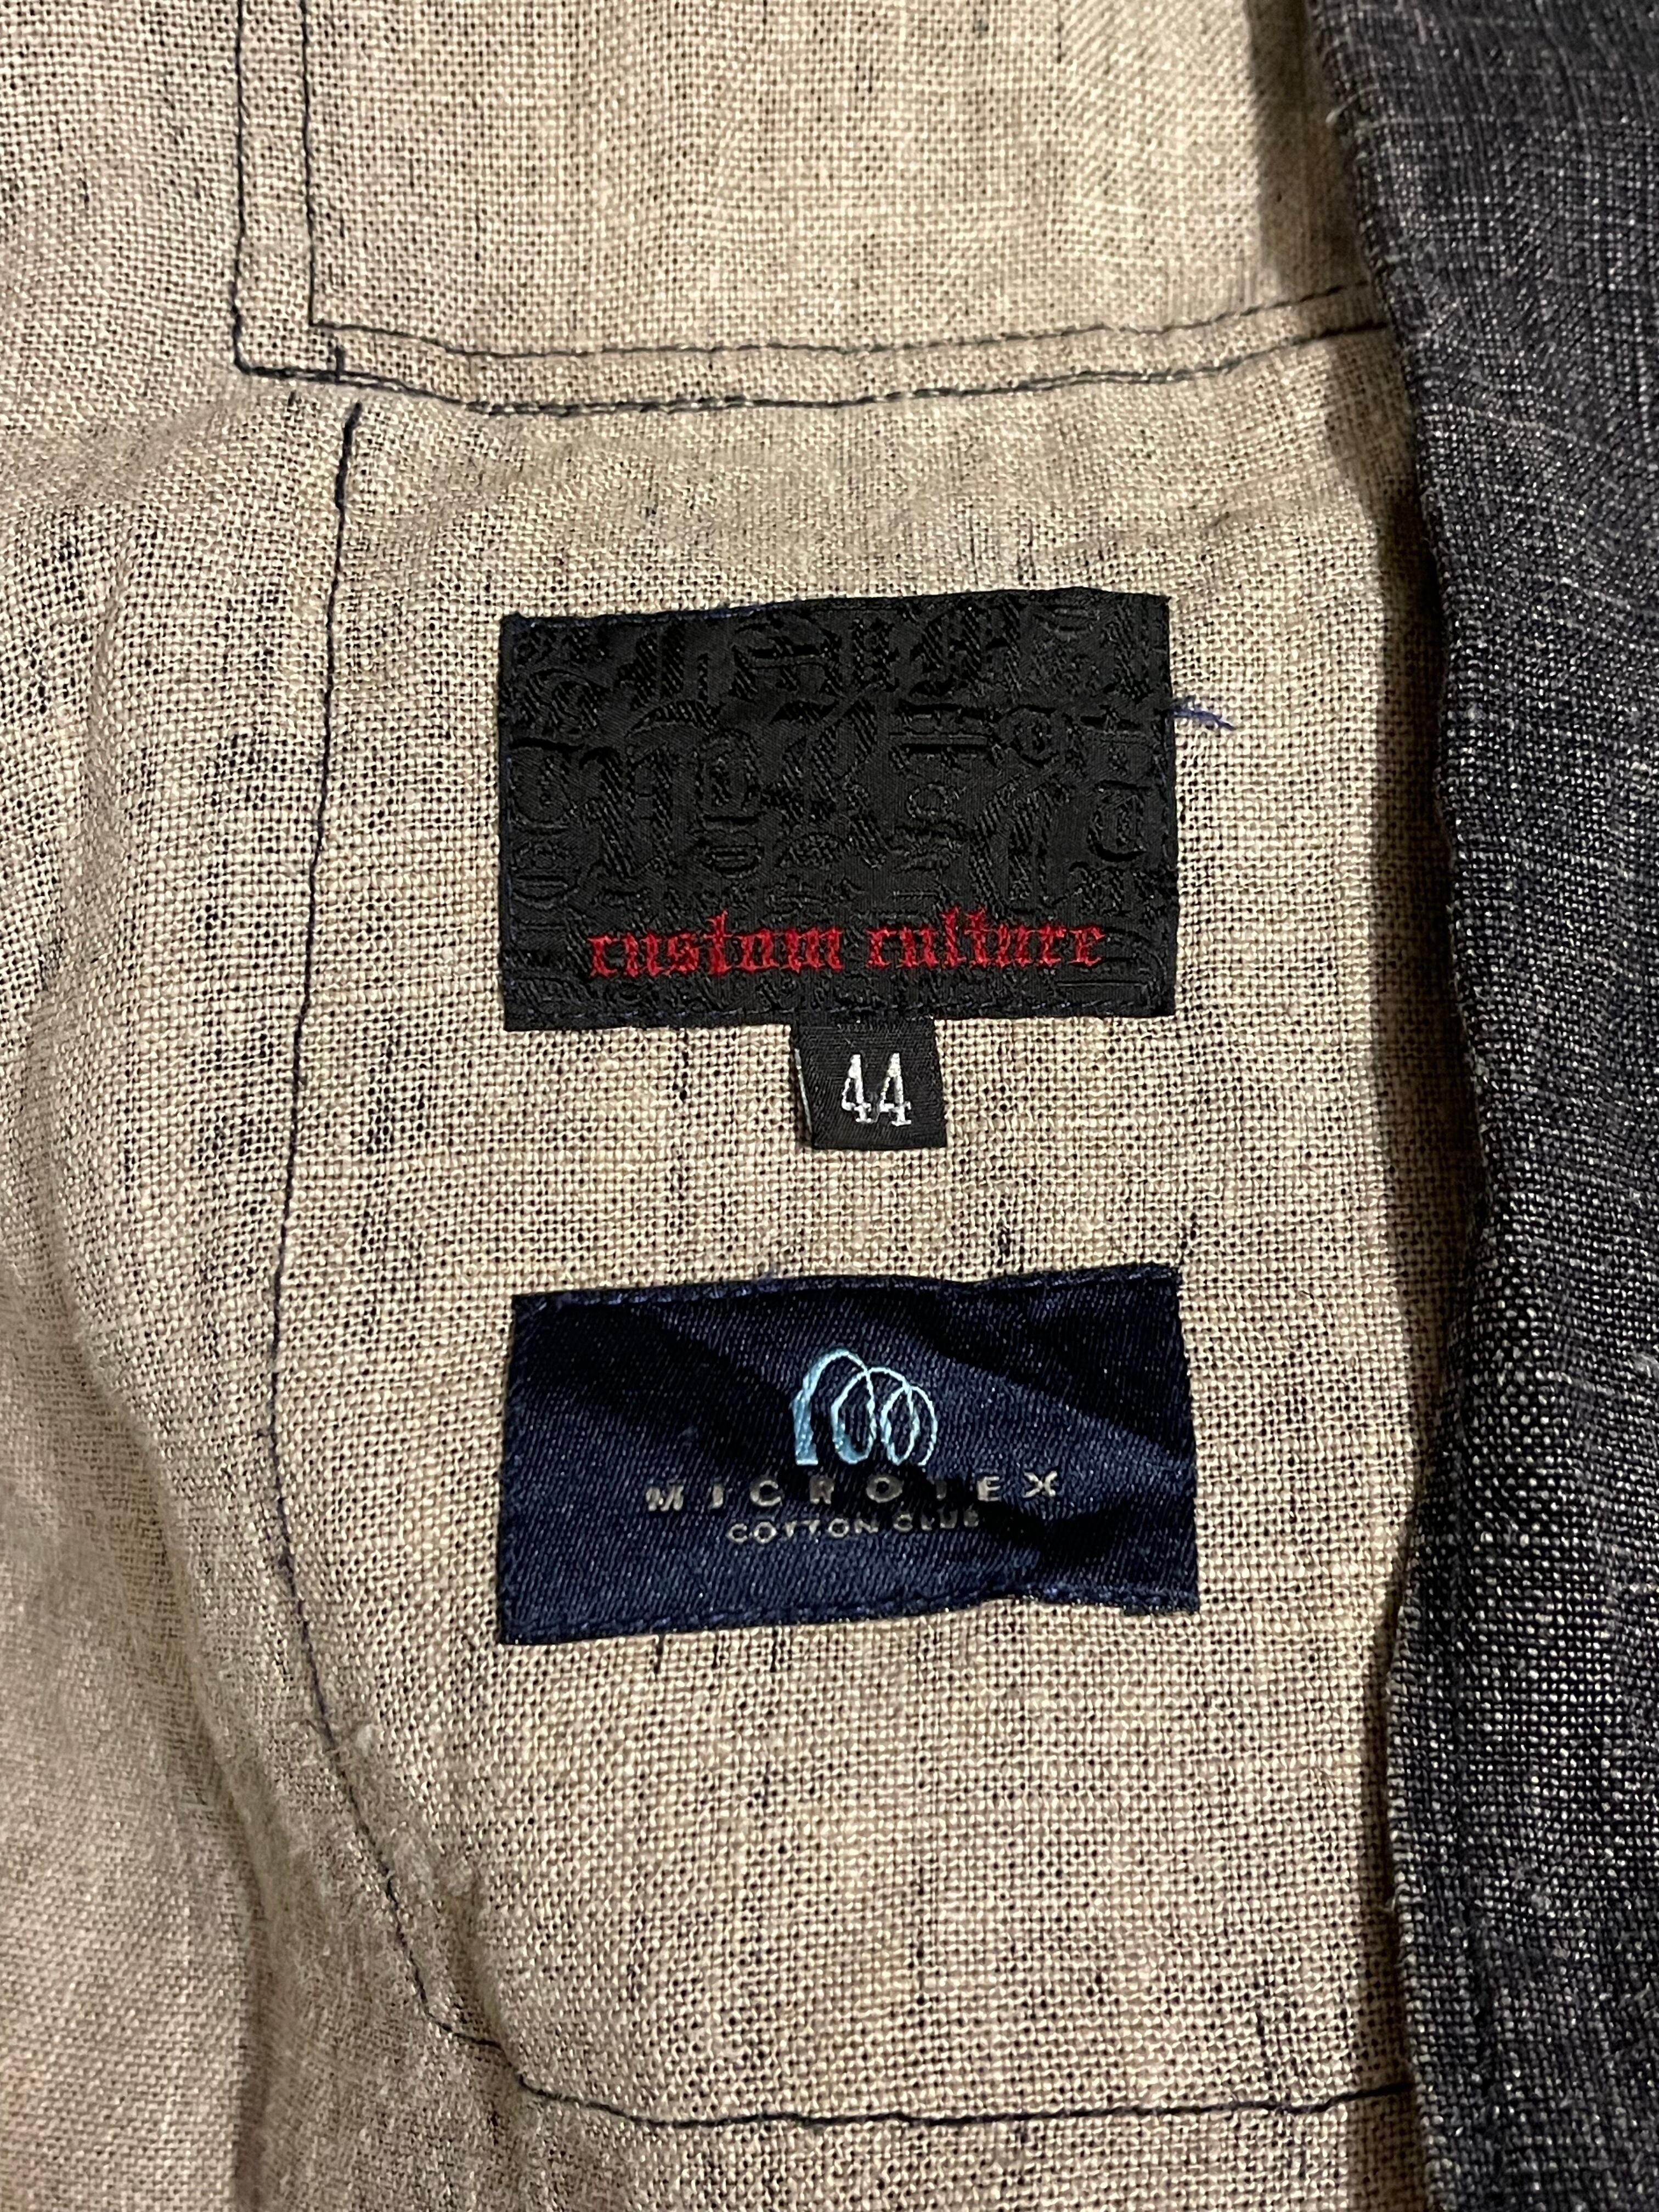 custom culture
44
MICROTEX
COTTON CLUB